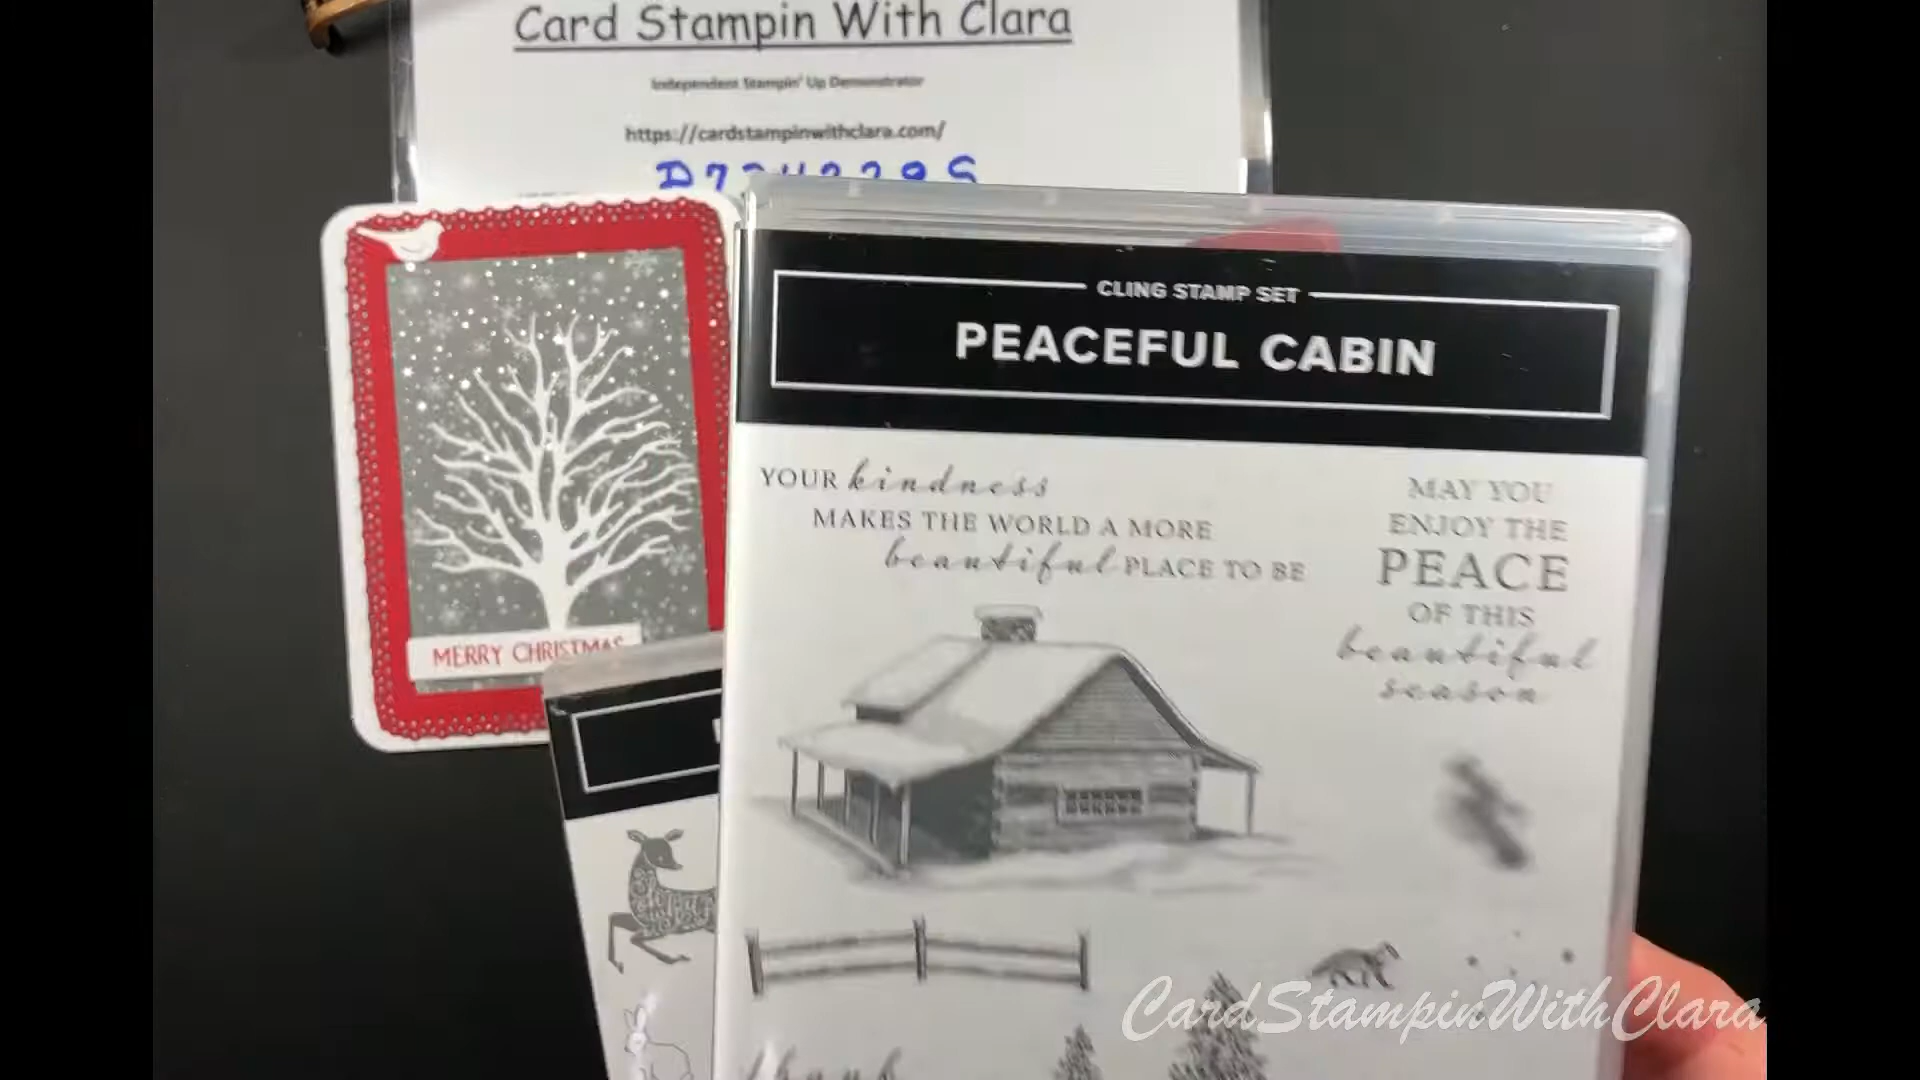 Card Stampin With Clara
Independent Stampin' Up Demonstrator
https://cardstampinwithclara.com/
CLING STAMP SET
PEACEFUL CABIN
YOUR kindness
MAKES THE WORLD A MORE
beautiful PLACE TO BE
MAY YOU
ENJOY THE
PEACE
OF THIS
beautiful
season
MERRY CHRISTMAS
thank
CardStampinWithClara